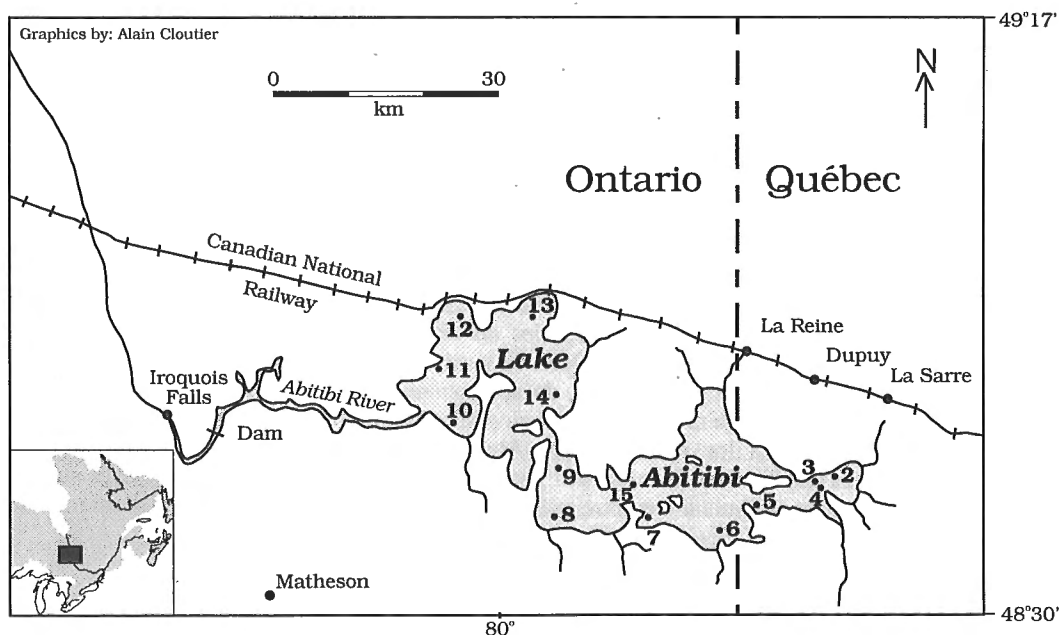 Graphics by: Alain Cloutier
49°17'
0 30
km
N
Ontario Québec
Canadian National
Railway
13
12
La Reine
Lake
Dupuy
11
La Sarre
Iroquois
Falls
Abitibi River
14
10
Dam
9
Abitibi
3 2
15
4
5
8
7
6
Matheson
80°
48°30'